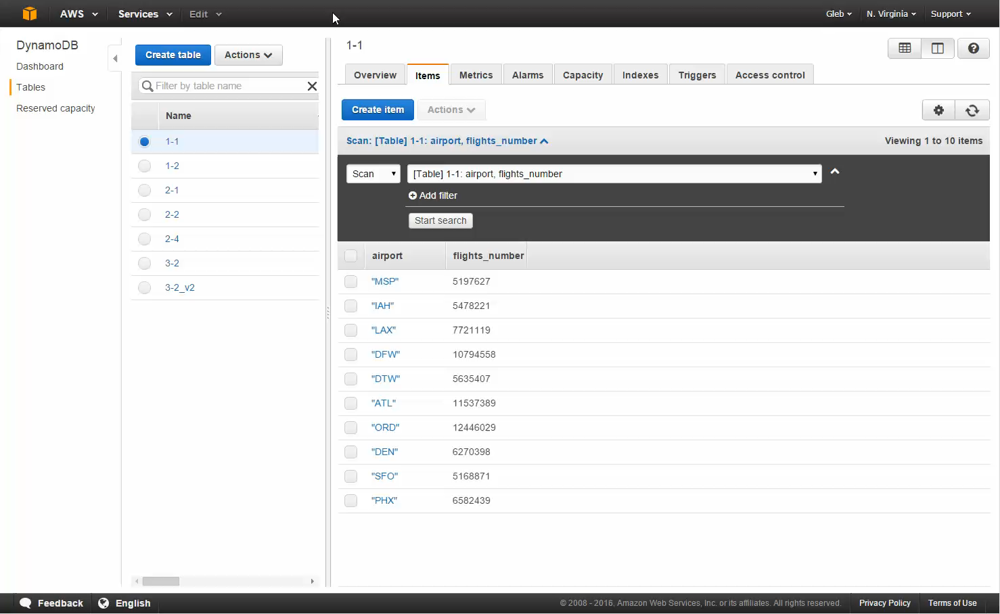 AWS Services Edit Gleb N. Virginia Support
DynamoDB
Dashboard
Tables
Reserved capacity
Create table Actions
Filter by table name
Name
1-1
1-2
2-1
2-2
2-4
3-2
3-2_v2
1-1
Overview Items Metrics Alarms Capacity Indexes Triggers Access control
Create item Actions
Scan: [Table] 1-1: airport, flights_number Viewing 1 to 10 items
Scan [Table] 1-1: airport, flights_number
Add filter
Start search
airport flights_number
"MSP" 5197627
"IAH" 5478221
"LAX" 7721119
"DFW" 10794558
"DTW" 5635407
"ATL" 11537389
"ORD" 12446029
"DEN" 6270398
"SFO" 5168871
"PHX" 6582439
Feedback English © 2008 - 2016, Amazon Web Services, Inc. or its affiliates. All rights reserved. Privacy Policy Terms of Use